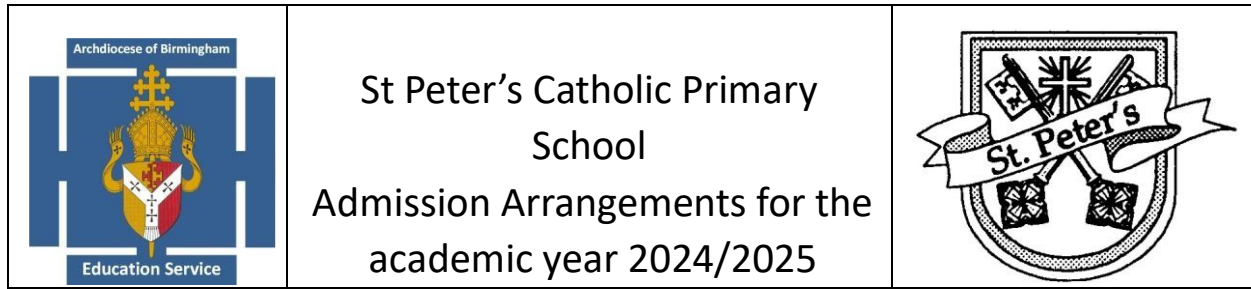 Archdiocese of Birmingham
Education Service
St Peter’s Catholic Primary
School
Admission Arrangements for the
academic year 2024/2025
St. Peter's